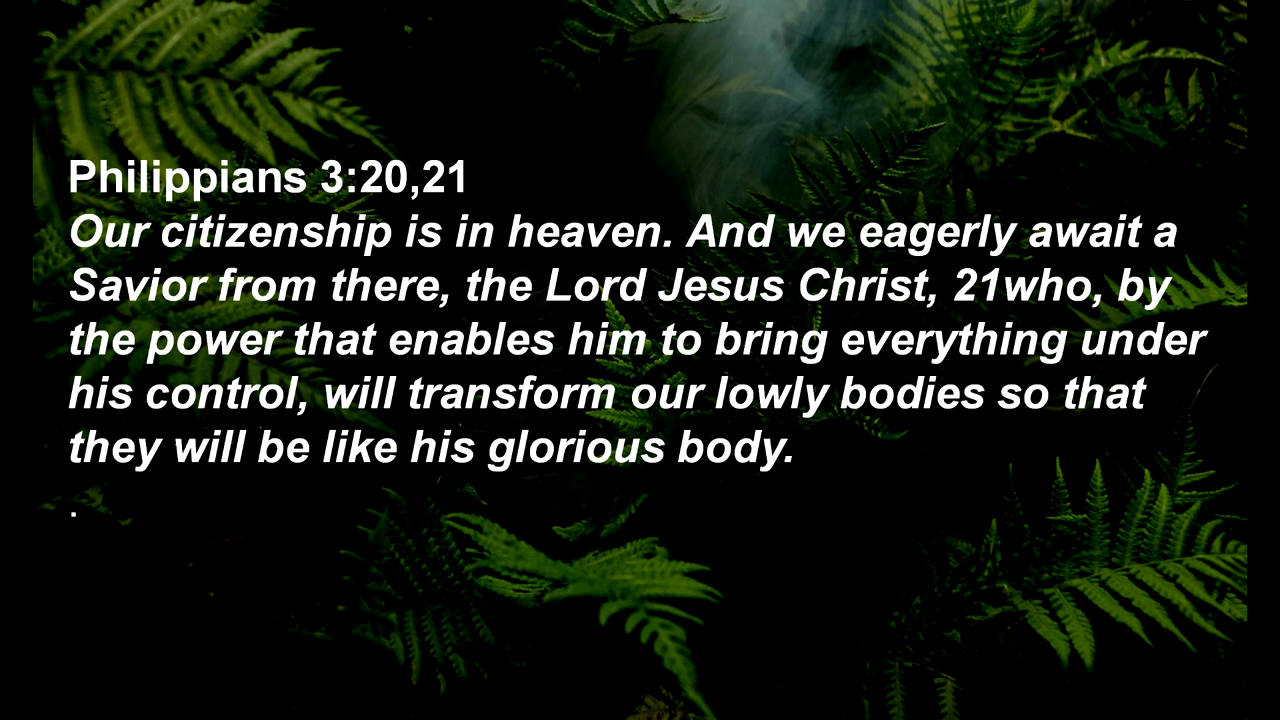 Philippians 3:20,21
Our citizenship is in heaven. And we eagerly await a
Savior from there, the Lord Jesus Christ, 21who, by
the power that enables him to bring everything under
his control, will transform our lowly bodies so that
they will be like his glorious body.
.